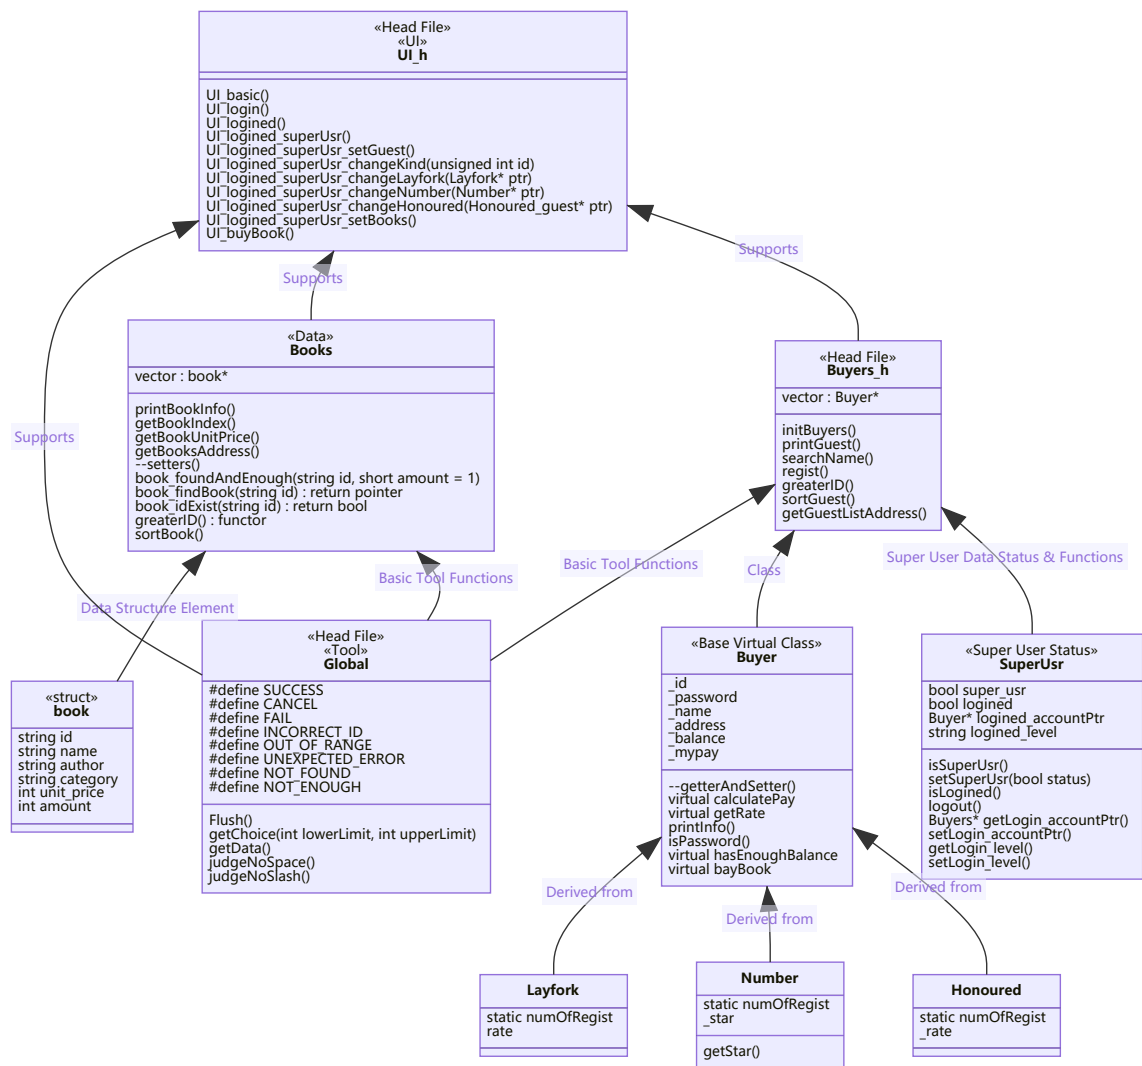 «Head File»
«UI»
UI_h
UI_basic()
UI_login()
UI_logined()
UI_logined_superUsr()
UI_logined_superUsr_setGuest()
UI_logined_superUsr_changeKind(unsigned int id)
UI_logined_superUsr_changeLayfork(Layfork* ptr)
UI_logined_superUsr_changeNumber(Number* ptr)
UI_logined_superUsr_changeHonoured(Honoured_guest* ptr)
UI_logined_superUsr_setBooks()
UI_buyBook()
Supports
Supports
Supports
«Data»
Books
vector : book*
printBookInfo()
getBookIndex()
getBookUnitPrice()
getBooksAddress()
--setters()
book_foundAndEnough(string id, short amount = 1)
book_findBook(string id) : return pointer
book_idExist(string id) : return bool
greaterID() : functor
sortBook()
«Head File»
Buyers_h
vector : Buyer*
initBuyers()
printGuest()
searchName()
regist()
greaterID()
sortGuest()
getGuestListAddress()
Data Structure Element
Basic Tool Functions
Basic Tool Functions
Class
Super User Data Status & Functions
«struct»
book
string id
string name
string author
string category
int unit_price
int amount
«Head File»
«Tool»
Global
#define SUCCESS
#define CANCEL
#define FAIL
#define INCORRECT_ID
#define OUT_OF_RANGE
#define UNEXPECTED_ERROR
#define NOT_FOUND
#define NOT_ENOUGH
Flush()
getChoice(int lowerLimit, int upperLimit)
getData()
judgeNoSpace()
judgeNoSlash()
«Base Virtual Class»
Buyer
_id
_password
_name
_address
_balance
_mypay
--getterAndSetter()
virtual calculatePay
virtual getRate
printInfo()
isPassword()
virtual hasEnoughBalance
virtual bayBook
«Super User Status»
SuperUsr
bool super_usr
bool logined
Buyer* logined_accountPtr
string logined_level
isSuperUsr()
setSuperUsr(bool status)
isLogined()
logout()
Buyers* getLogin_accountPtr()
setLogin_accountPtr()
getLogin_level()
setLogin_level()
Derived from
Derived from
Derived from
Layfork
static numOfRegist
rate
Number
static numOfRegist
_star
getStar()
Honoured
static numOfRegist
_rate